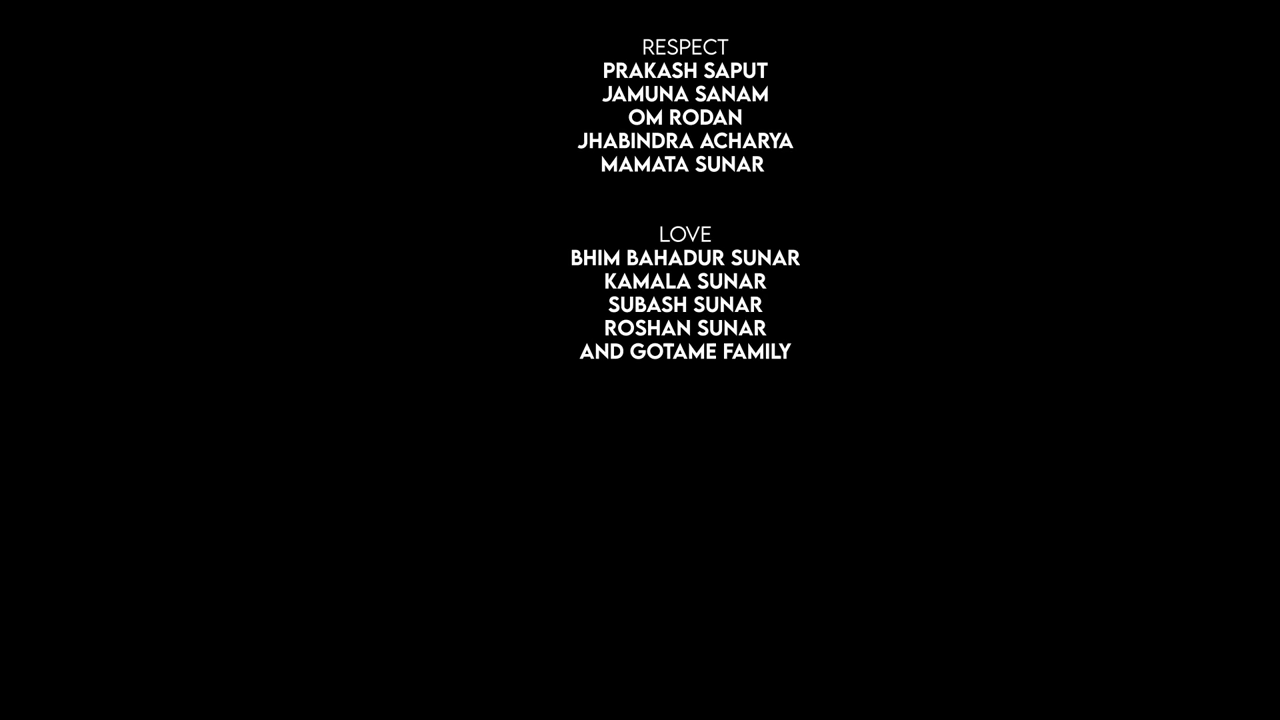 RESPECT
PRAKASH SAPUT
JAMUNA SANAM
OM RODAN
JHABINDRA ACHARYA
MAMATA SUNAR
LOVE
BHIM BAHADUR SUNAR
KAMALA SUNAR
SUBASH SUNAR
ROSHAN SUNAR
AND GOTAME FAMILY